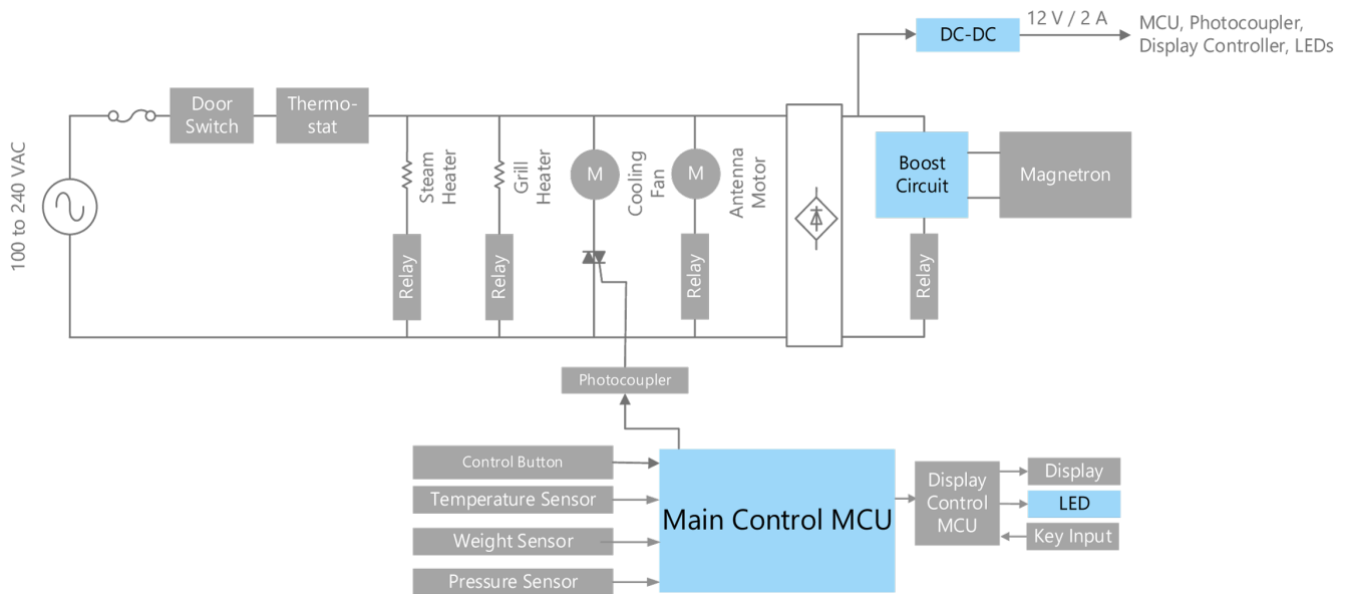 DC-DC
12 V / 2 A
MCU, Photocoupler,
Display Controller, LEDs
100 to 240 VAC
Door
Switch
Thermo-
stat
Steam
Heater
Relay
Grill
Heater
Relay
M
Cooling
Fan
M
Antenna
Motor
Relay
Boost
Circuit
Magnetron
Relay
Photocoupler
Control Button
Temperature Sensor
Weight Sensor
Pressure Sensor
Main Control MCU
Display
Control
MCU
Display
LED
Key Input